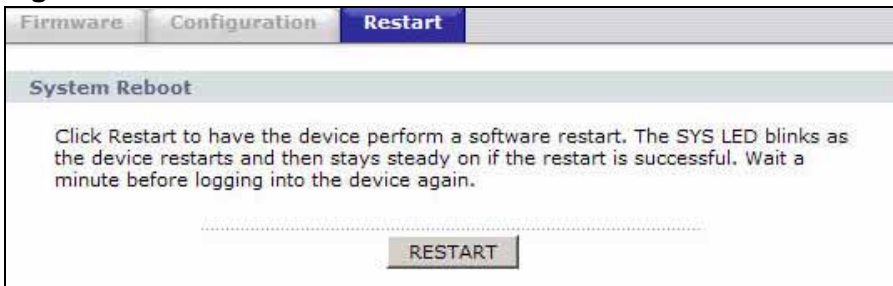 Firmware Configuration Restart
System Reboot
Click Restart to have the device perform a software restart. The SYS LED blinks as
the device restarts and then stays steady on if the restart is successful. Wait a
minute before logging into the device again.
RESTART